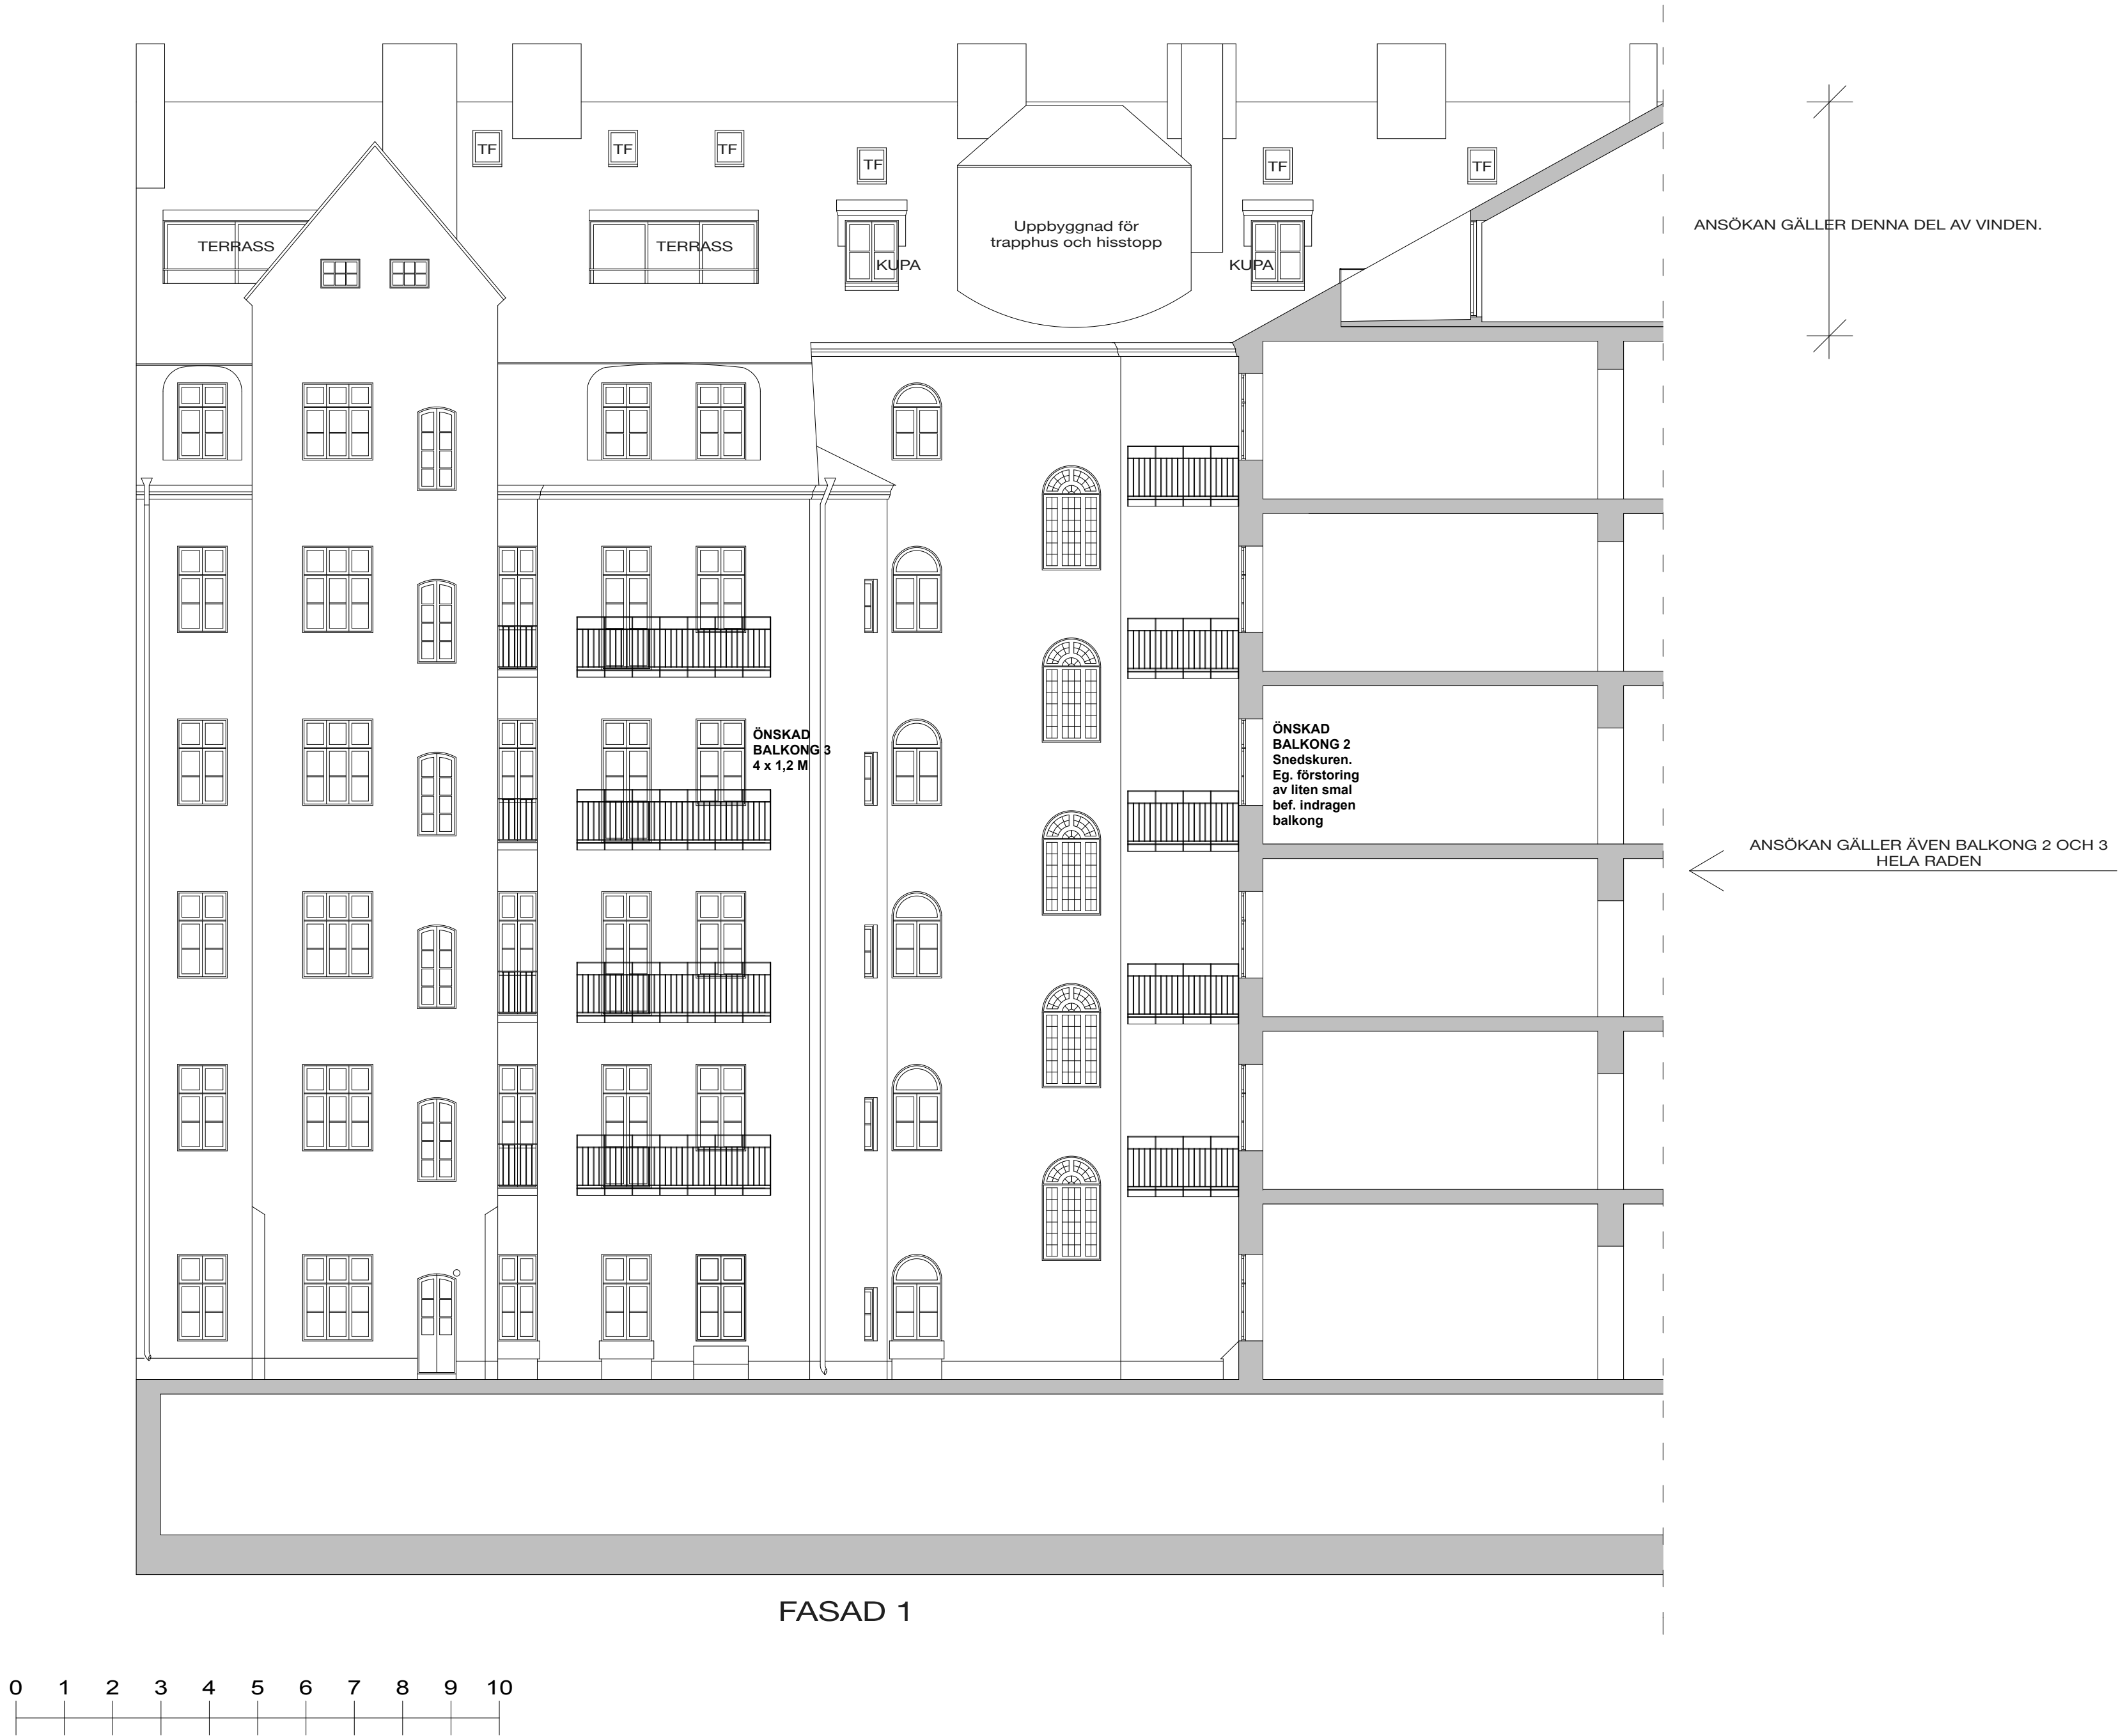 TF
TF
TF
TF
TF
TF
TERRASS
TERRASS
KUPA
Uppbyggnad för
trapphus och hisstopp
KUPA
ANSÖKAN GÄLLER DENNA DEL AV VINDEN.
ÖNSKAD
BALKONG 3
4 x 1,2 M
ÖNSKAD
BALKONG 2
Snedskuren.
Eg. förstoring
av liten smal
bef. indragen
balkong
ANSÖKAN GÄLLER ÄVEN BALKONG 2 OCH 3
HELA RADEN
FASAD 1
0 1 2 3 4 5 6 7 8 9 10